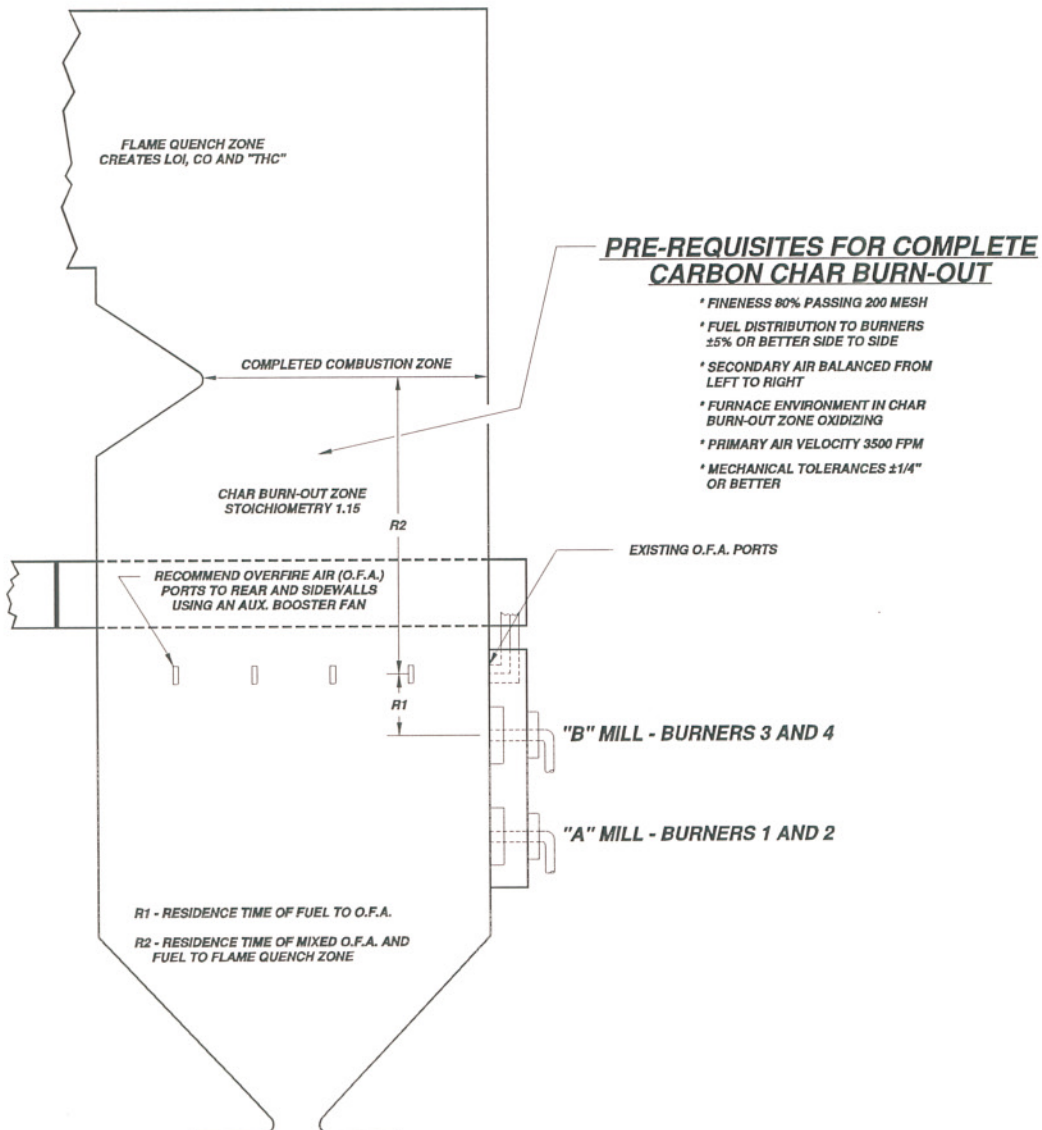 FLAME QUENCH ZONE
CREATES LOI, CO AND "THC"
PRE-REQUISITES FOR COMPLETE
CARBON CHAR BURN-OUT
* FINENESS 80% PASSING 200 MESH
* FUEL DISTRIBUTION TO BURNERS
±5% OR BETTER SIDE TO SIDE
* SECONDARY AIR BALANCED FROM
LEFT TO RIGHT
* FURNACE ENVIRONMENT IN CHAR
BURN-OUT ZONE OXIDIZING
* PRIMARY AIR VELOCITY 3500 FPM
* MECHANICAL TOLERANCES ±1/4"
OR BETTER
COMPLETED COMBUSTION ZONE
CHAR BURN-OUT ZONE
STOICHIOMETRY 1.15
R2
EXISTING O.F.A. PORTS
RECOMMEND OVERFIRE AIR (O.F.A.)
PORTS TO REAR AND SIDEWALLS
USING AN AUX. BOOSTER FAN
R1
"B" MILL - BURNERS 3 AND 4
"A" MILL - BURNERS 1 AND 2
R1 - RESIDENCE TIME OF FUEL TO O.F.A.
R2 - RESIDENCE TIME OF MIXED O.F.A. AND
FUEL TO FLAME QUENCH ZONE